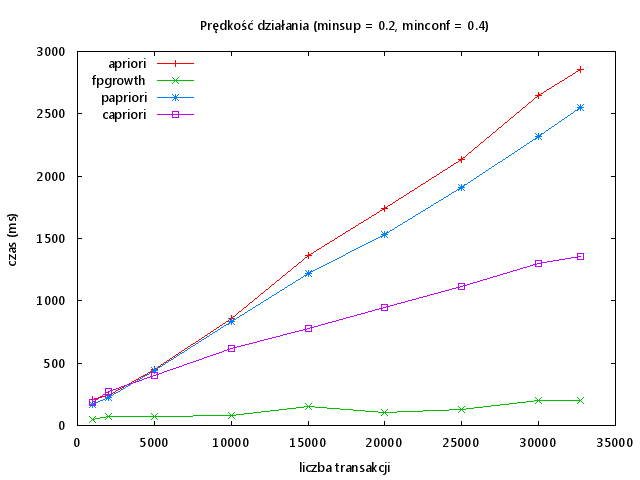 Prędkość działania (minsup = 0.2, minconf = 0.4)
3000
2500
2000
1500
1000
500
0
apriori
fpgrowth
papriori
capriori
czas (ms)
0 5000 10000 15000 20000 25000 30000 35000
liczba transakcji